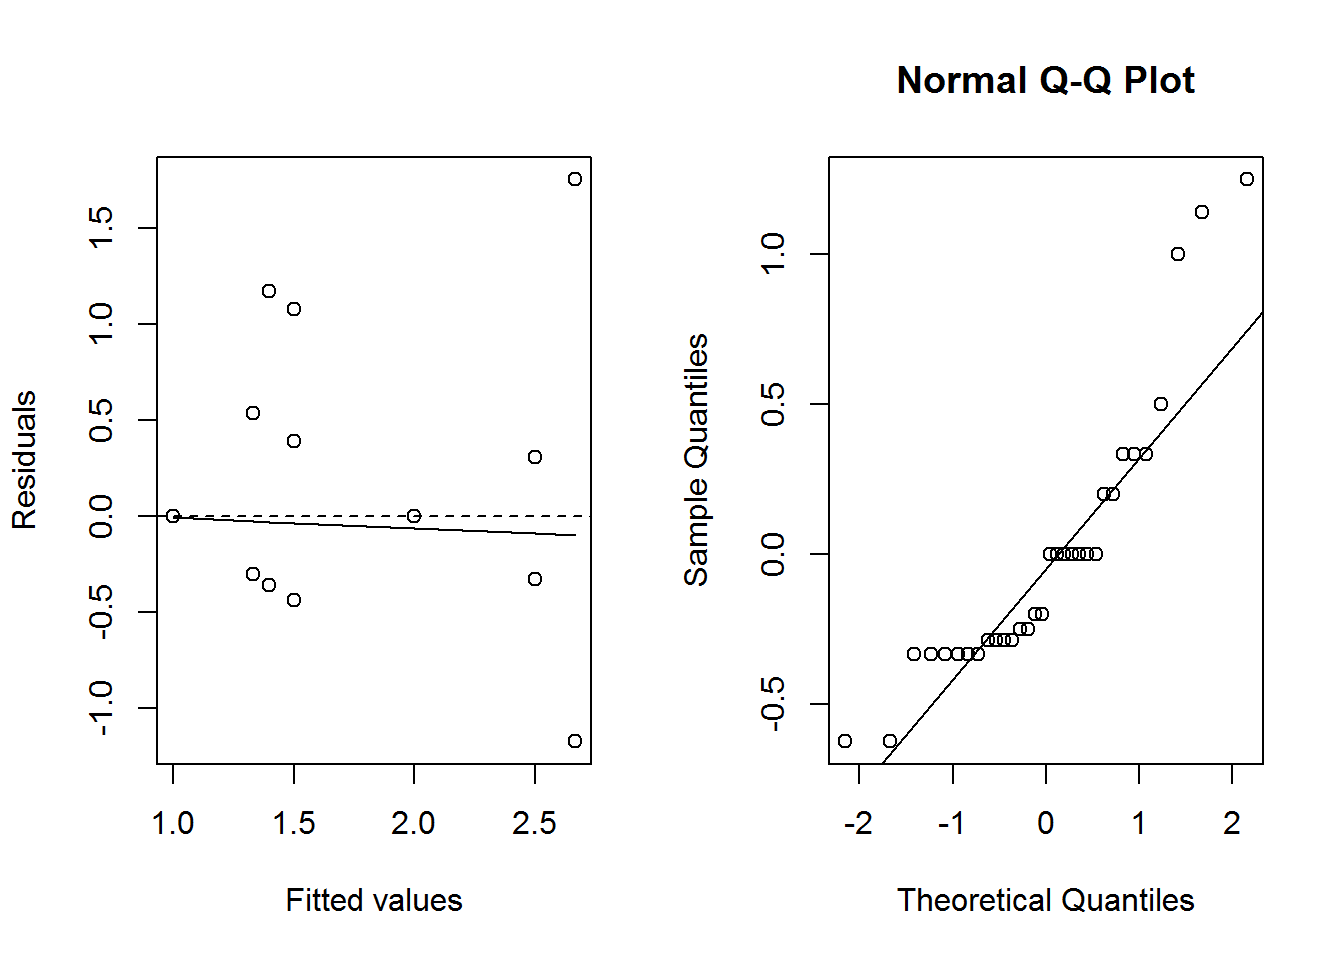 Normal Q-Q Plot
Residuals
1.5
1.0
0.5
0.0
-0.5
-1.0
1.0 1.5 2.0 2.5
Fitted values
Sample Quantiles
1.0
0.5
0.0
-0.5
-2 -1 0 1 2
Theoretical Quantiles